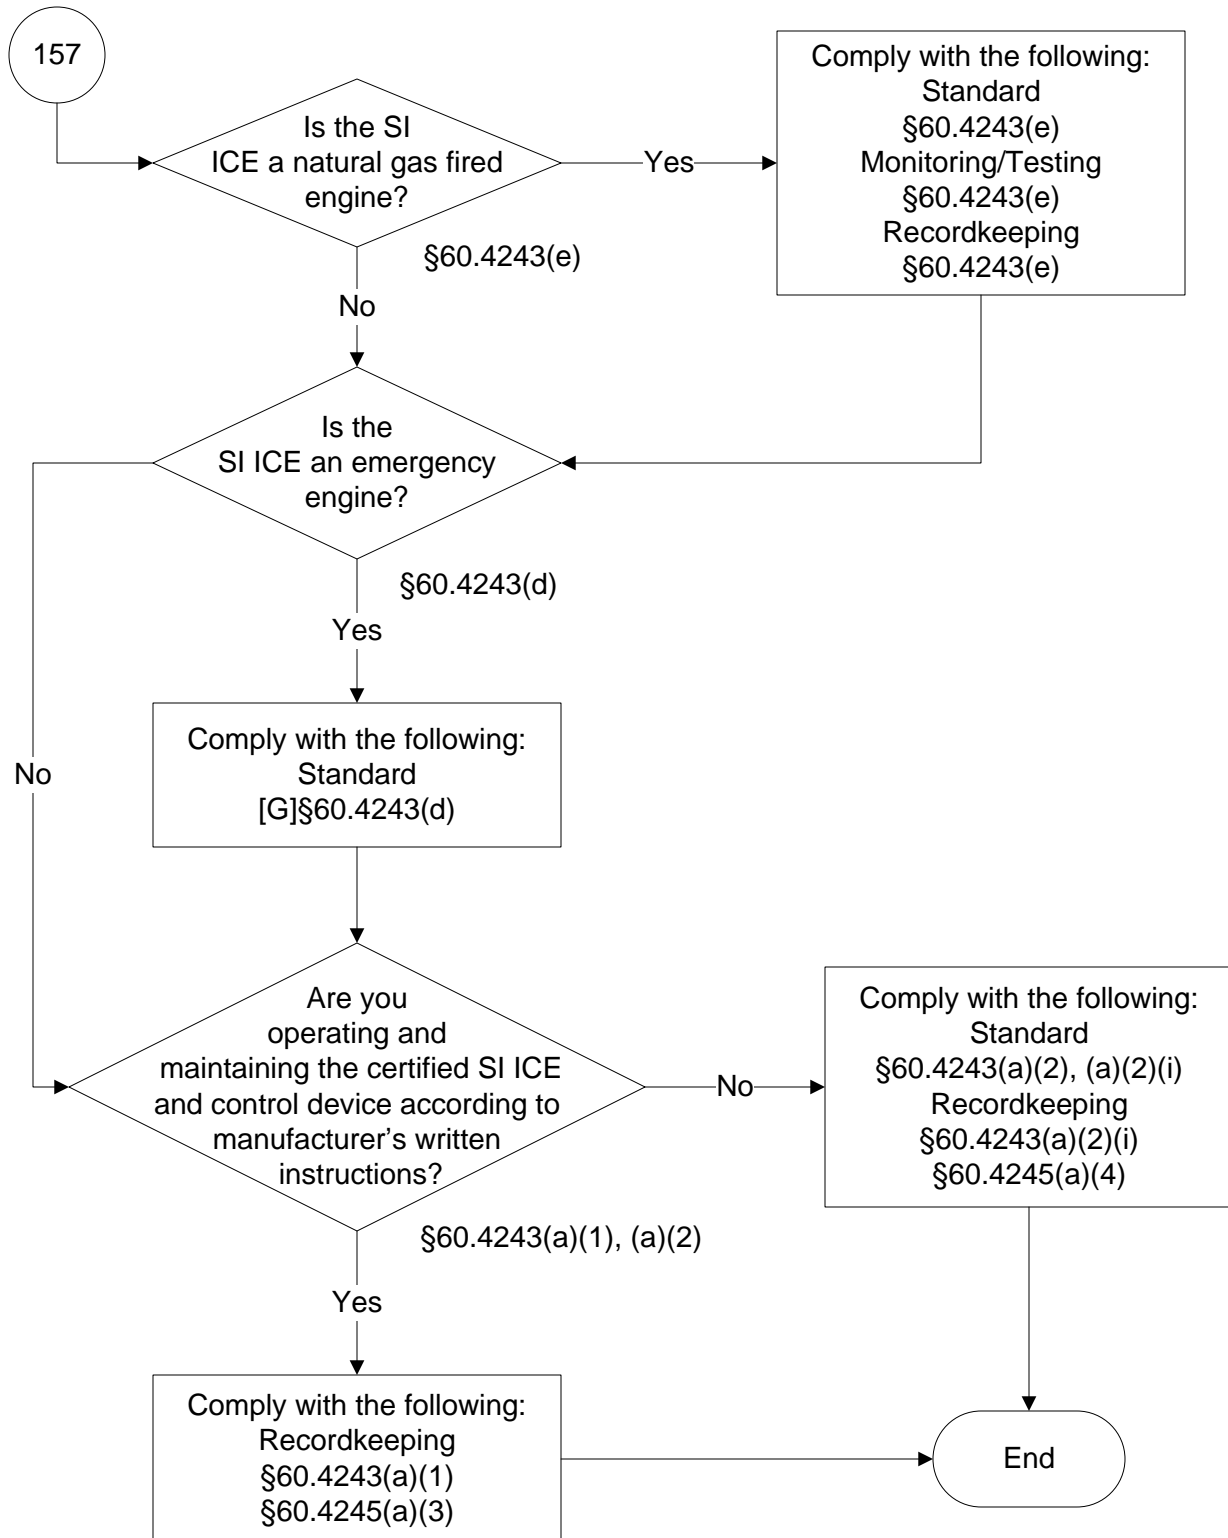 157
Is the SI
ICE a natural gas fired
engine?
§60.4243(e)
Yes
Comply with the following:
Standard
§60.4243(e)
Monitoring/Testing
§60.4243(e)
Recordkeeping
§60.4243(e)
No
Is the
SI ICE an emergency
engine?
§60.4243(d)
Yes
No
Comply with the following:
Standard
[G]§60.4243(d)
Are you
operating and
maintaining the certified SI ICE
and control device according to
manufacturer’s written
instructions?
§60.4243(a)(1), (a)(2)
No
Comply with the following:
Standard
§60.4243(a)(2), (a)(2)(i)
Recordkeeping
§60.4243(a)(2)(i)
§60.4245(a)(4)
Yes
Comply with the following:
Recordkeeping
§60.4243(a)(1)
§60.4245(a)(3)
End